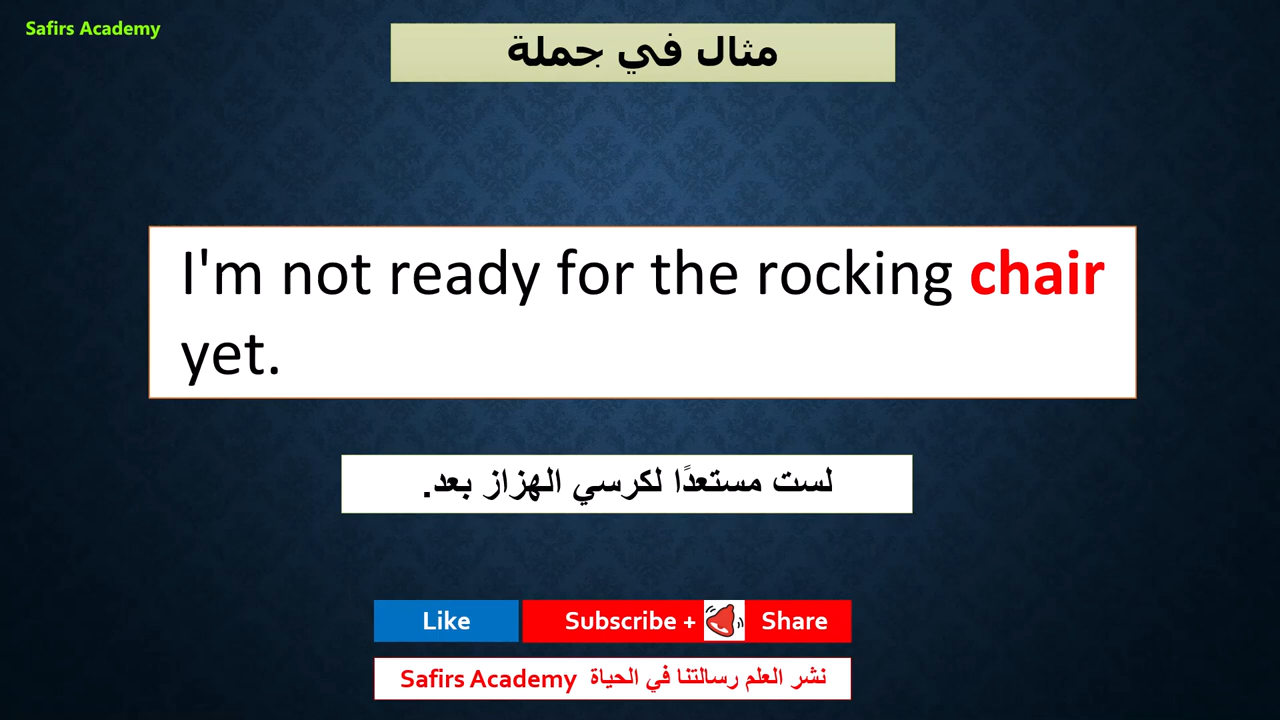 Safirs Academy
مثال في جملة
I'm not ready for the rocking chair
yet.
لست مستعدًا لكرسي الهزاز بعد.
Like Subscribe + Share
نشر العلم رسالتنا في الحياة Safirs Academy